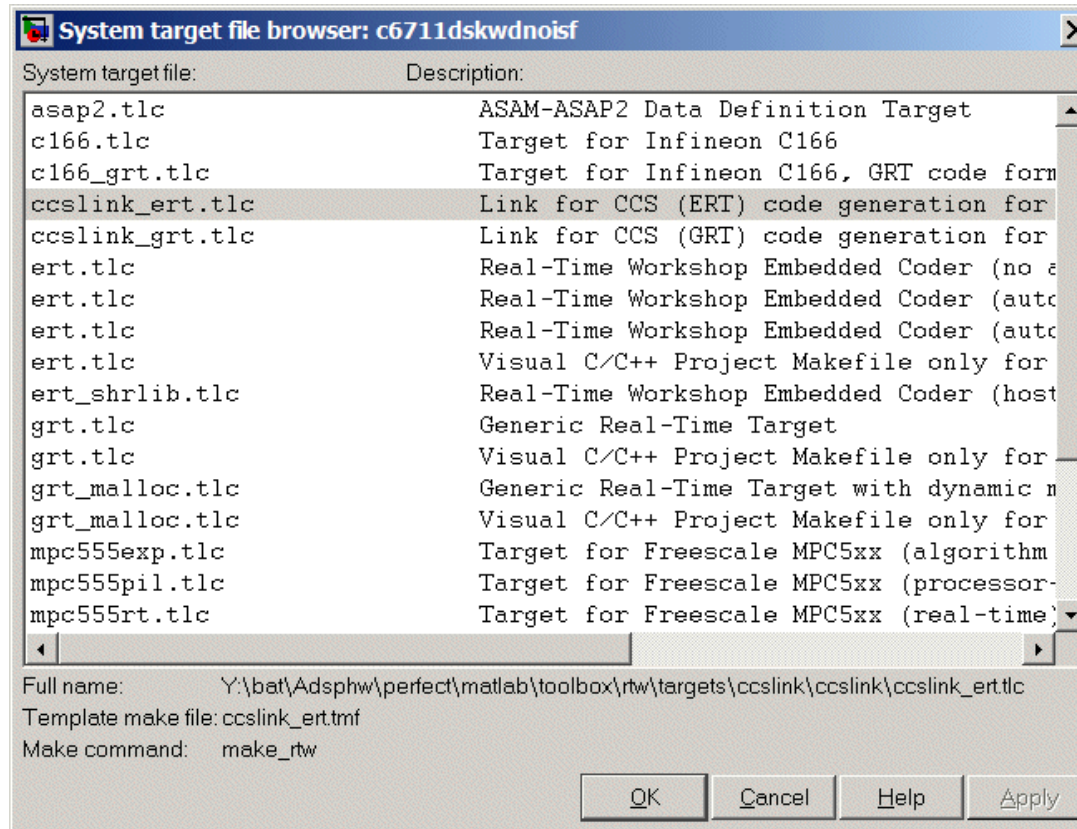 System target file browser: c6711dskwdnoisf
System target file: Description:
asap2.tlc ASAM-ASAP2 Data Definition Target
c166.tlc Target for Infineon C166
c166_grt.tlc Target for Infineon C166, GRT code form
ccslink_ert.tlc Link for CCS (ERT) code generation for
ccslink_grt.tlc Link for CCS (GRT) code generation for
ert.tlc Real-Time Workshop Embedded Coder (no
ert.tlc Real-Time Workshop Embedded Coder (auto
ert.tlc Real-Time Workshop Embedded Coder (auto
ert.tlc Visual C/C++ Project Makefile only for
ert_shrlib.tlc Real-Time Workshop Embedded Coder (host
grt.tlc Generic Real-Time Target
grt.tlc Visual C/C++ Project Makefile only for
grt_malloc.tlc Generic Real-Time Target with dynamic
grt_malloc.tlc Visual C/C++ Project Makefile only for
mpc555exp.tlc Target for Freescale MPC5xx (algorithm
mpc555pil.tlc Target for Freescale MPC5xx (processor-
mpc555rt.tlc Target for Freescale MPC5xx (real-time)
Full name: Y:\bat\Adsphw\perfect\matlab\toolbox\rtw\targets\ccslink\ccslink\ccslink_ert.tlc
Template make file: ccslink_ert.tmf
Make command: make_rtw
OK Cancel Help Apply